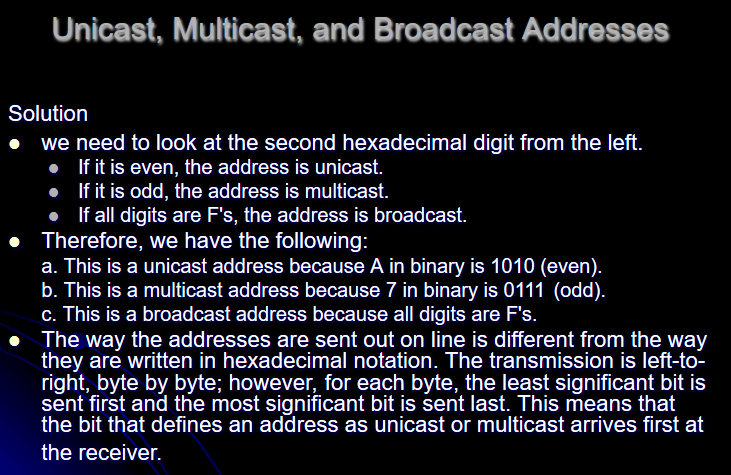 Unicast, Multicast, and Broadcast Addresses
Solution
we need to look at the second hexadecimal digit from the left.
If it is even, the address is unicast.
If it is odd, the address is multicast.
If all digits are F's, the address is broadcast.
Therefore, we have the following:
a. This is a unicast address because A in binary is 1010 (even).
b. This is a multicast address because 7 in binary is 0111 (odd).
c. This is a broadcast address because all digits are F's.
The way the addresses are sent out on line is different from the way
they are written in hexadecimal notation. The transmission is left-to-
right, byte by byte; however, for each byte, the least significant bit is
sent first and the most significant bit is sent last. This means that
the bit that defines an address as unicast or multicast arrives first at
the receiver.